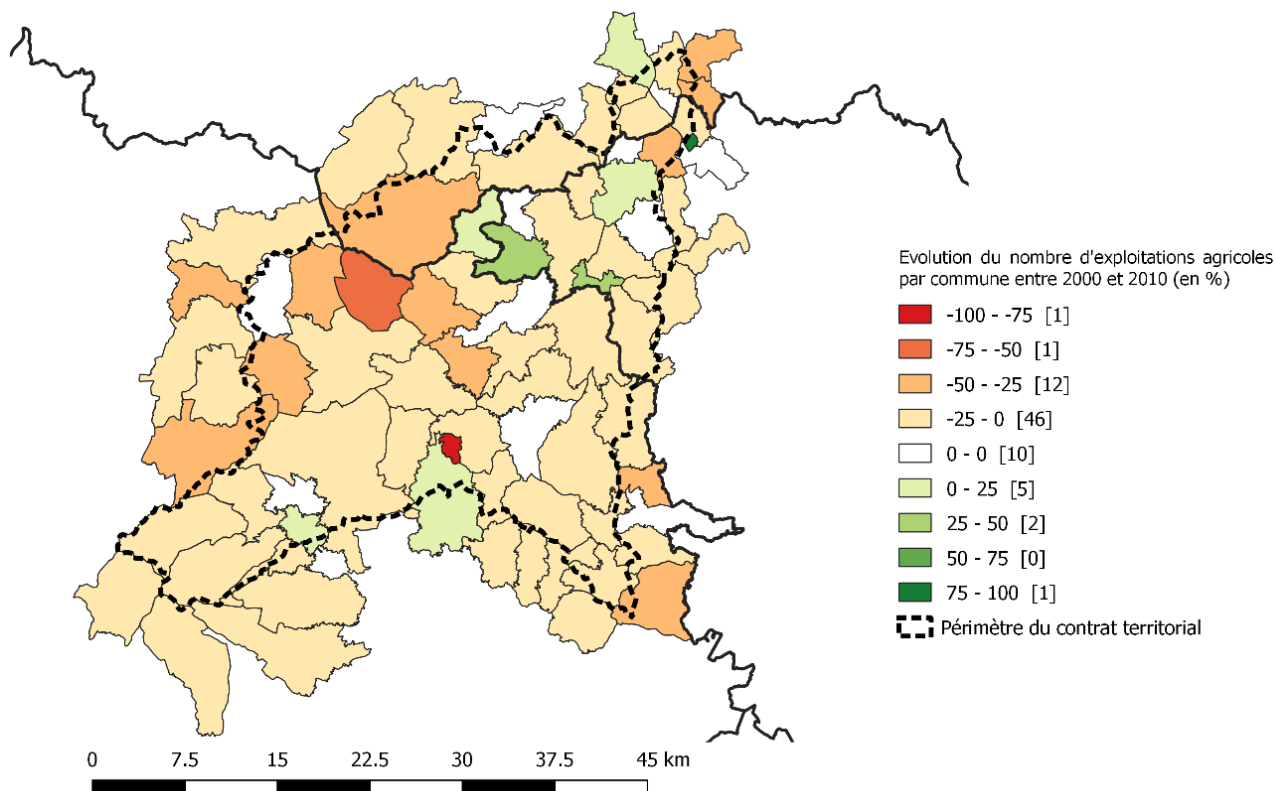 Evolution du nombre d'exploitations agricoles
par commune entre 2000 et 2010 (en %)
-100 - -75 [1]
-75 - -50 [1]
-50 - -25 [12]
-25 - 0 [46]
0 - 0 [10]
0 - 25 [5]
25 - 50 [2]
50 - 75 [0]
75 - 100 [1]
Périmètre du contrat territorial
0 7.5 15 22.5 30 37.5 45 km